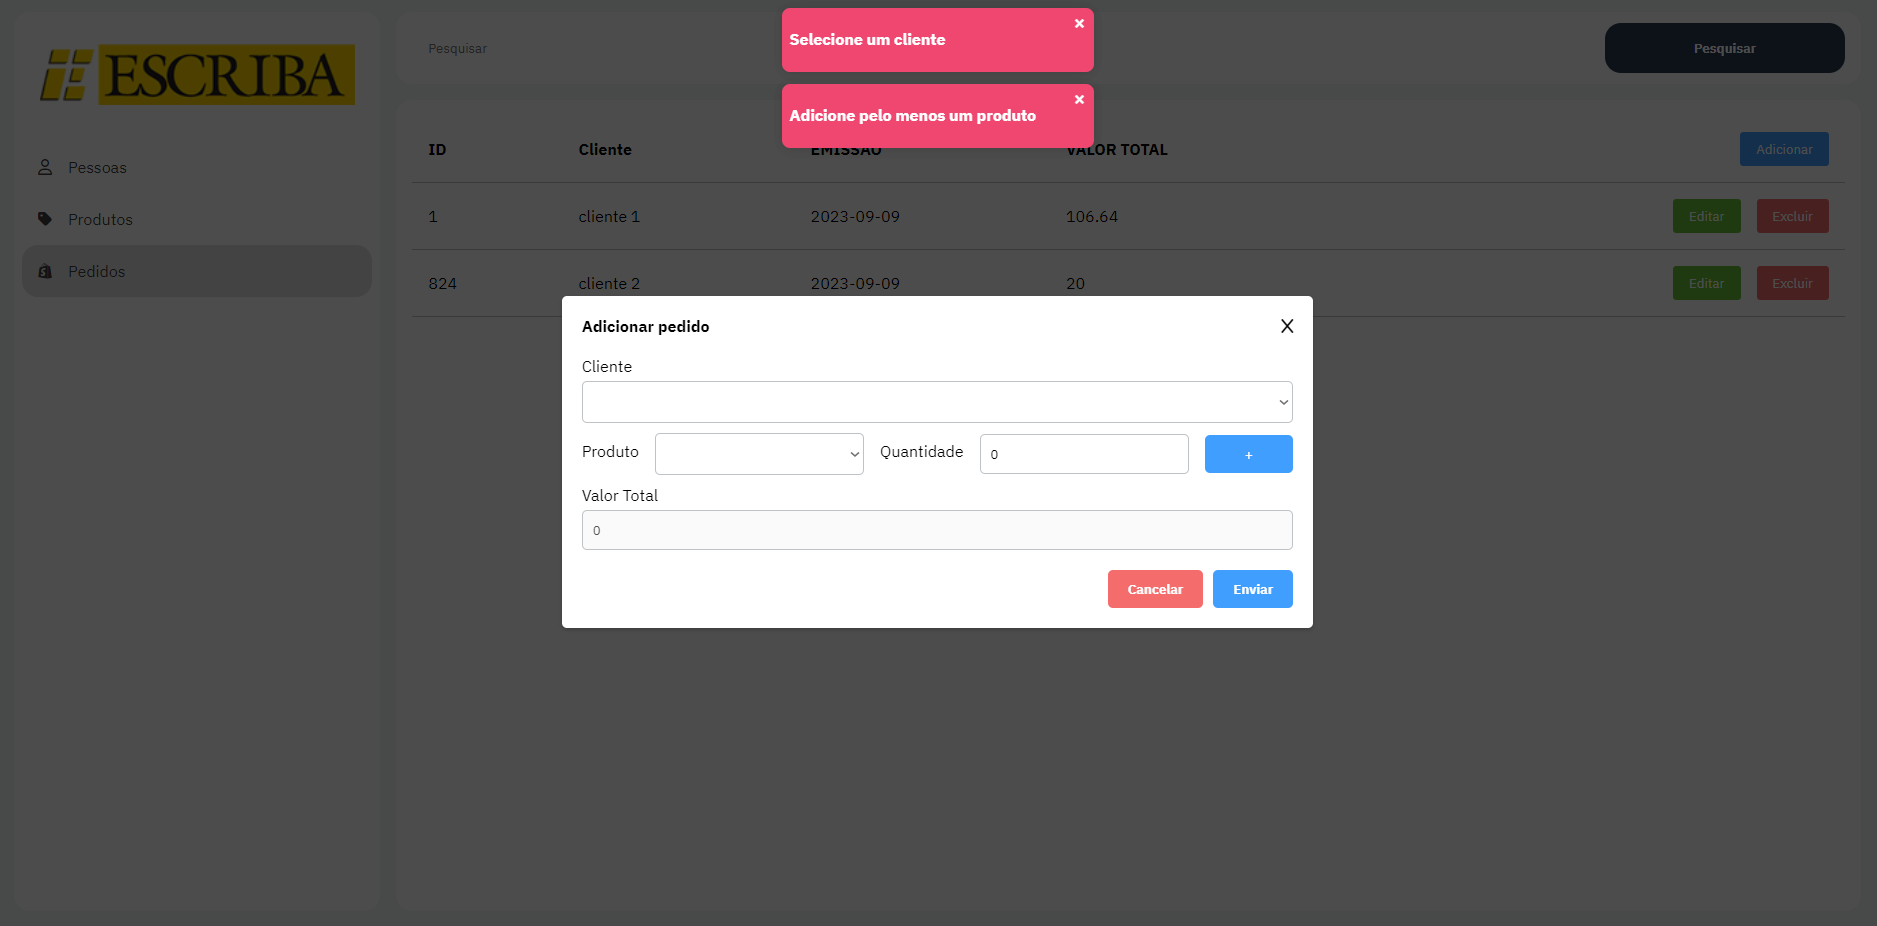 ESCRIBA
Pessoas
Produtos
Pedidos
Pesquisar
Pesquisar
Selecione um cliente
×
Adicione pelo menos um produto
×
ID Cliente EMISSAO VALOR TOTAL Adicionar
1 cliente 1 2023-09-09 106.64 Editar Excluir
824 cliente 2 2023-09-09 20 Editar Excluir
Adicionar pedido X
Cliente
Produto Quantidade 0 +
Valor Total
0
Cancelar Enviar